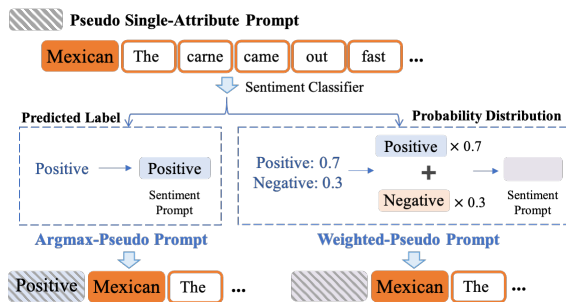 Pseudo Single-Attribute Prompt
Mexican The carne came out fast ...
Sentiment Classifier
Predicted Label
Probability Distribution
Positive Positive
Sentiment
Prompt
Positive: 0.7
Negative: 0.3
Positive × 0.7
+
Negative × 0.3
Sentiment
Prompt
Argmax-Pseudo Prompt
Weighted-Pseudo Prompt
Positive Mexican The ...
Mexican The ...